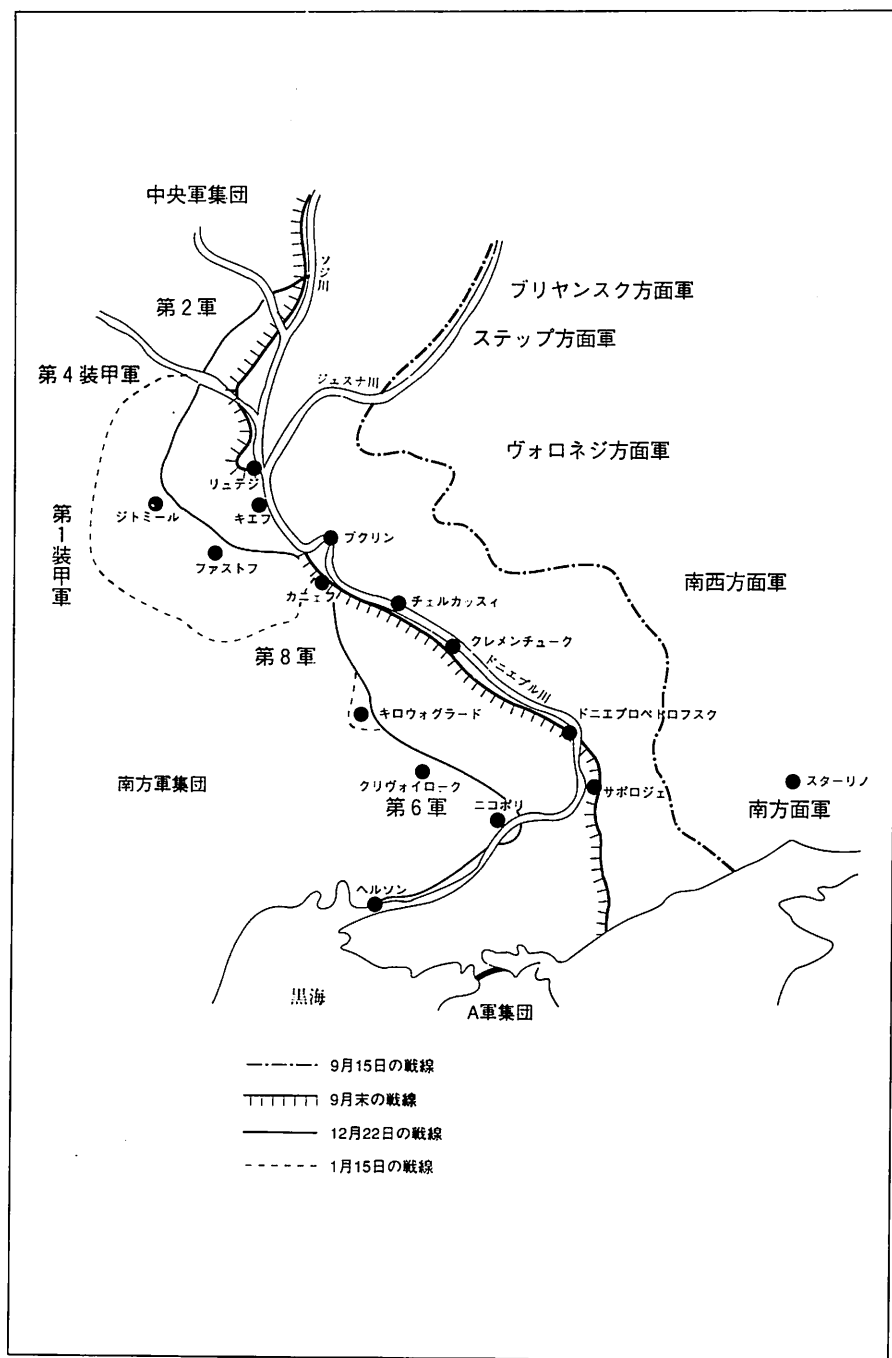 中央軍集団
ソジ川
ブリヤンスク方面軍
第2軍
ステップ方面軍
第4装甲軍
ジェスナ川
ヴォロネジ方面軍
リュテジ
第1装甲軍
ジトミール
キエフ
ブクリン
ファストフ
南西方面軍
カニェフ
チェルカッスィ
クレメンチューク
第8軍
ドニエプル川
キロウォグラード
ドニエプロペトロフスク
クリヴォイローク
南方軍集団
第6軍
ニコポリ
サポロジェ
スターリノ
南方面軍
ヘルソン
黒海
A軍集団
9月15日の戦線
9月末の戦線
12月22日の戦線
1月15日の戦線